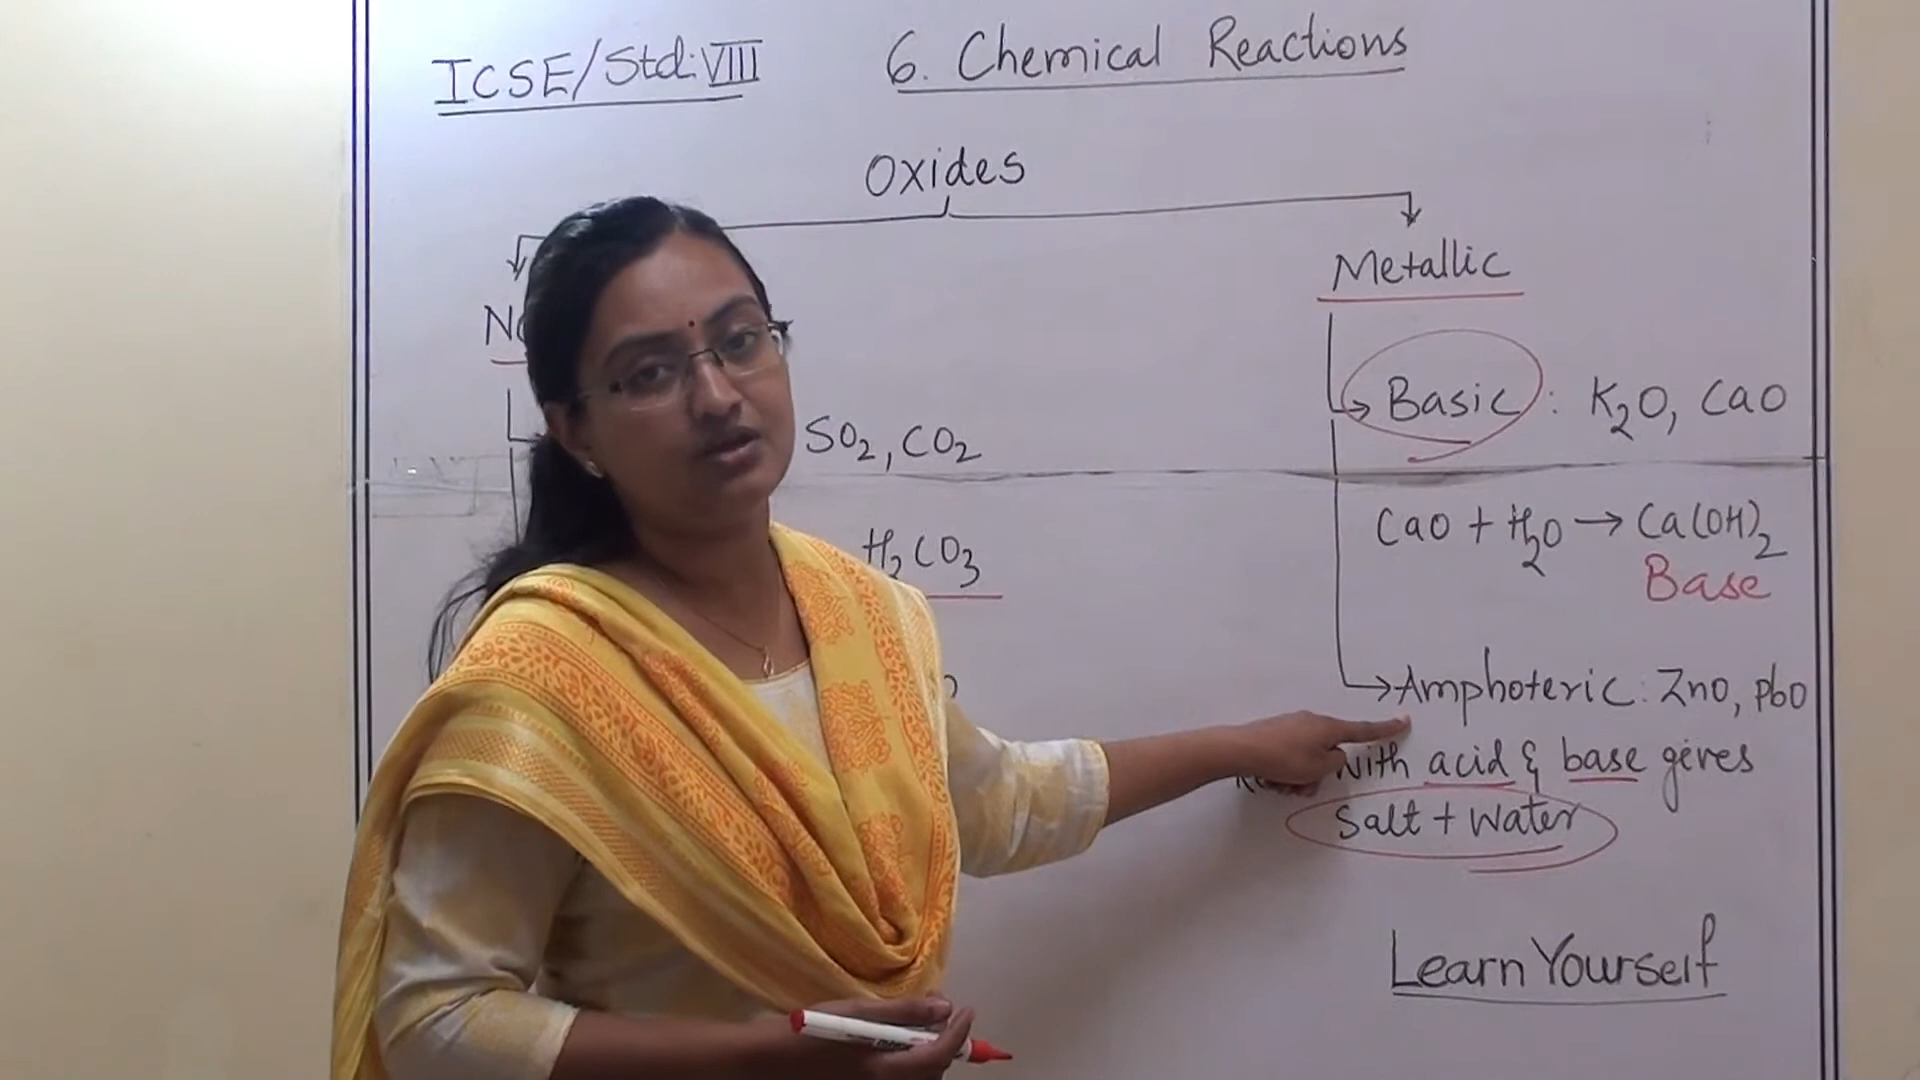 ICSE/Std:VIII 6. Chemical Reactions
Oxides
Metallic
Basic : K₂O, CaO
SO₂, CO₂
CaO + H₂O → Ca(OH)₂
Base
H₂CO₃
Amphoteric: ZnO, PbO
with acid & base gives
Salt + Water
Learn Yourself